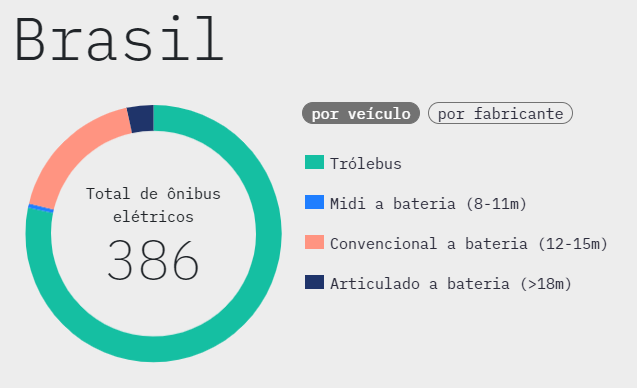 Brasil
por veículo por fabricante
Trólebus
Midi a bateria (8-11m)
Convencional a bateria (12-15m)
Articulado a bateria (>18m)
Total de ônibus
elétricos
386